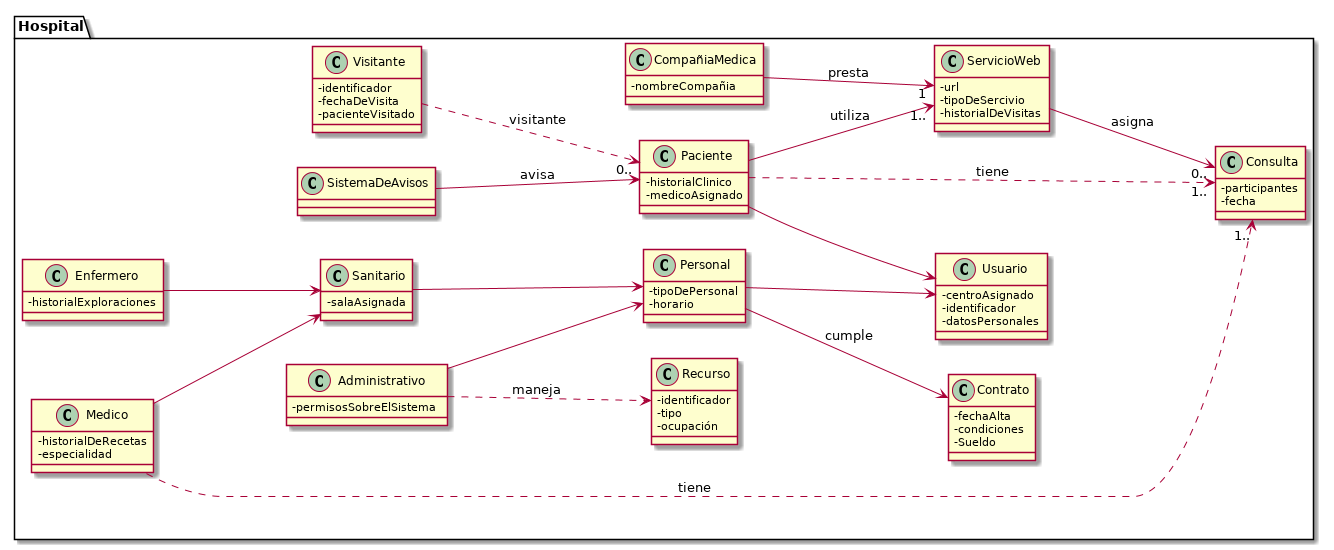 Hospital
C Visitante
-identificador
-fechaDeVisita
-pacienteVisitado
C CompañiaMedica
-nombreCompañia
C ServicioWeb
-url
-tipoDeSercivio
-historialDeVisitas
presta
1
utiliza
1..
visitante
C SistemaDeAvisos
avisa
0..
C Paciente
-historialClinico
-medicoAsignado
asigna
0..
tiene
1..
C Consulta
-participantes
-fecha
1..
C Enfermero
-historialExploraciones
C Sanitario
-salaAsignada
C Personal
-tipoDePersonal
-horario
C Usuario
-centroAsignado
-identificador
-datosPersonales
cumple
C Administrativo
-permisosSobreElSistema
maneja
C Recurso
-identificador
-tipo
-ocupación
C Contrato
-fechaAlta
-condiciones
-Sueldo
C Medico
-historialDeRecetas
-especialidad
tiene